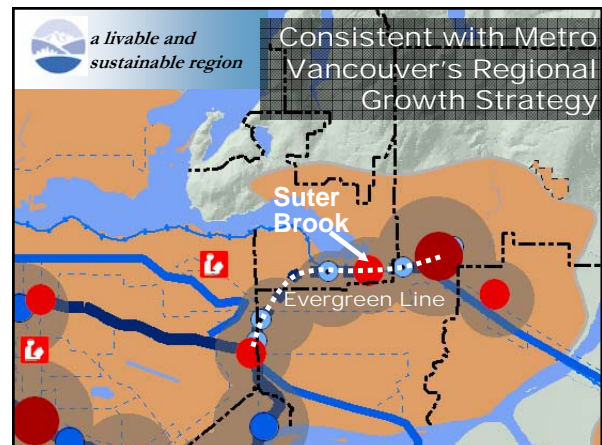 a livable and
sustainable region
Consistent with Metro
Vancouver's Regional
Growth Strategy
Suter
Brook
Evergreen Line